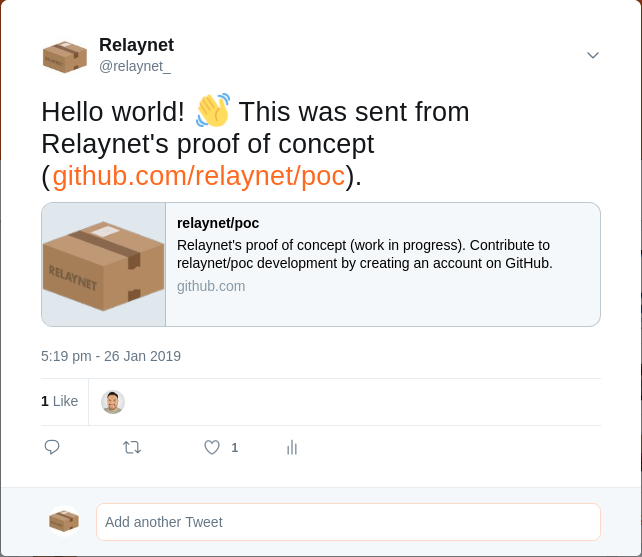 Relaynet
@relaynet_
Hello world! 👋 This was sent from
Relaynet's proof of concept
(github.com/relaynet/poc).
RELAYNET
relaynet/poc
Relaynet's proof of concept (work in progress). Contribute to
relaynet/poc development by creating an account on GitHub.
github.com
5:19 pm - 26 Jan 2019
1 Like
1
Add another Tweet